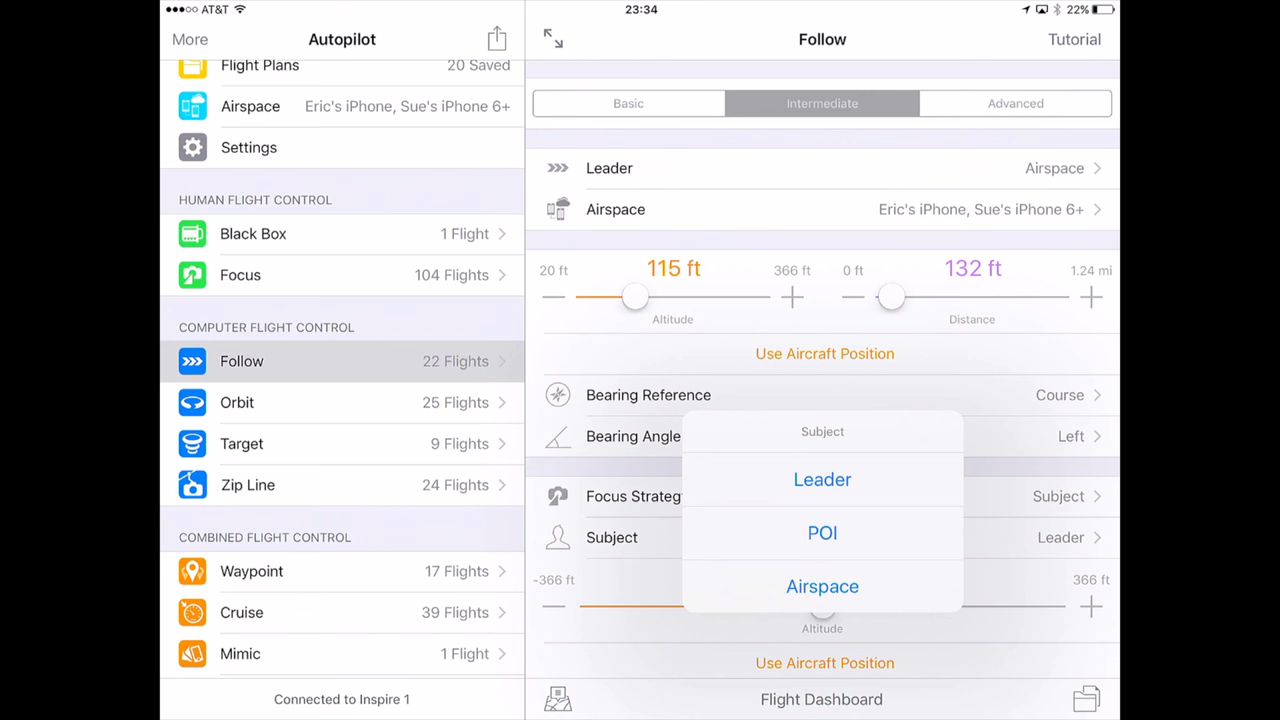 AT&T 23:34 22%
More Autopilot
Flight Plans 20 Saved
Airspace Eric's iPhone, Sue's iPhone 6+
Settings
HUMAN FLIGHT CONTROL
Black Box 1 Flight
Focus 104 Flights
COMPUTER FLIGHT CONTROL
Follow 22 Flights
Orbit 25 Flights
Target 9 Flights
Zip Line 24 Flights
COMBINED FLIGHT CONTROL
Waypoint 17 Flights
Cruise 39 Flights
Mimic 1 Flight
Connected to Inspire 1
Follow Tutorial
Basic Intermediate Advanced
Leader Airspace
Airspace Eric's iPhone, Sue's iPhone 6+
20 ft 115 ft 366 ft 0 ft 132 ft 1.24 mi
Altitude Distance
Use Aircraft Position
Bearing Reference Course
Bearing Angle Left
Focus Strateg Subject
Subject Leader
Subject
Leader
POI
Airspace
-366 ft 366 ft
Altitude
Use Aircraft Position
Flight Dashboard